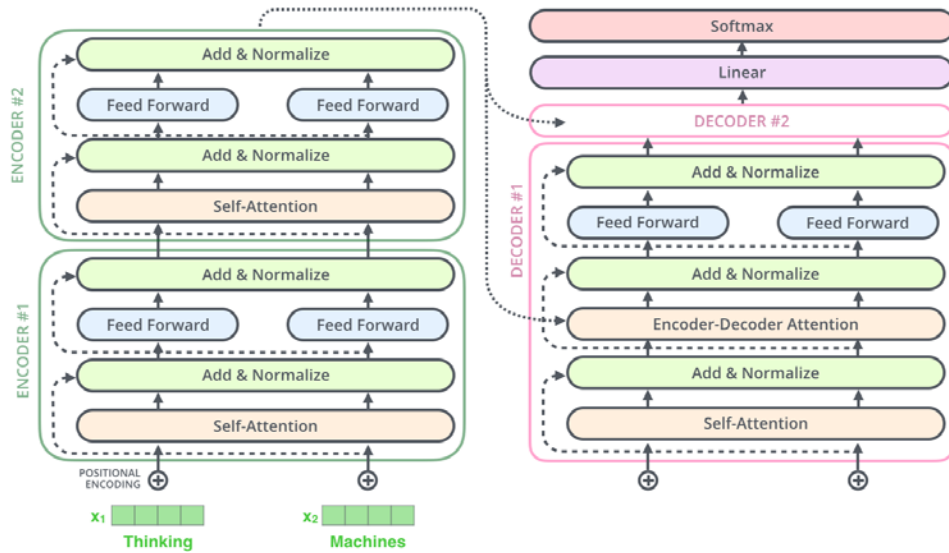 ENCODER #2
Add & Normalize
Feed Forward
Feed Forward
Add & Normalize
Self-Attention
ENCODER #1
Add & Normalize
Feed Forward
Feed Forward
Add & Normalize
Self-Attention
POSITIONAL
ENCODING
x1
x2
Thinking
Machines
Softmax
Linear
DECODER #2
DECODER #1
Add & Normalize
Feed Forward
Feed Forward
Add & Normalize
Encoder-Decoder Attention
Add & Normalize
Self-Attention